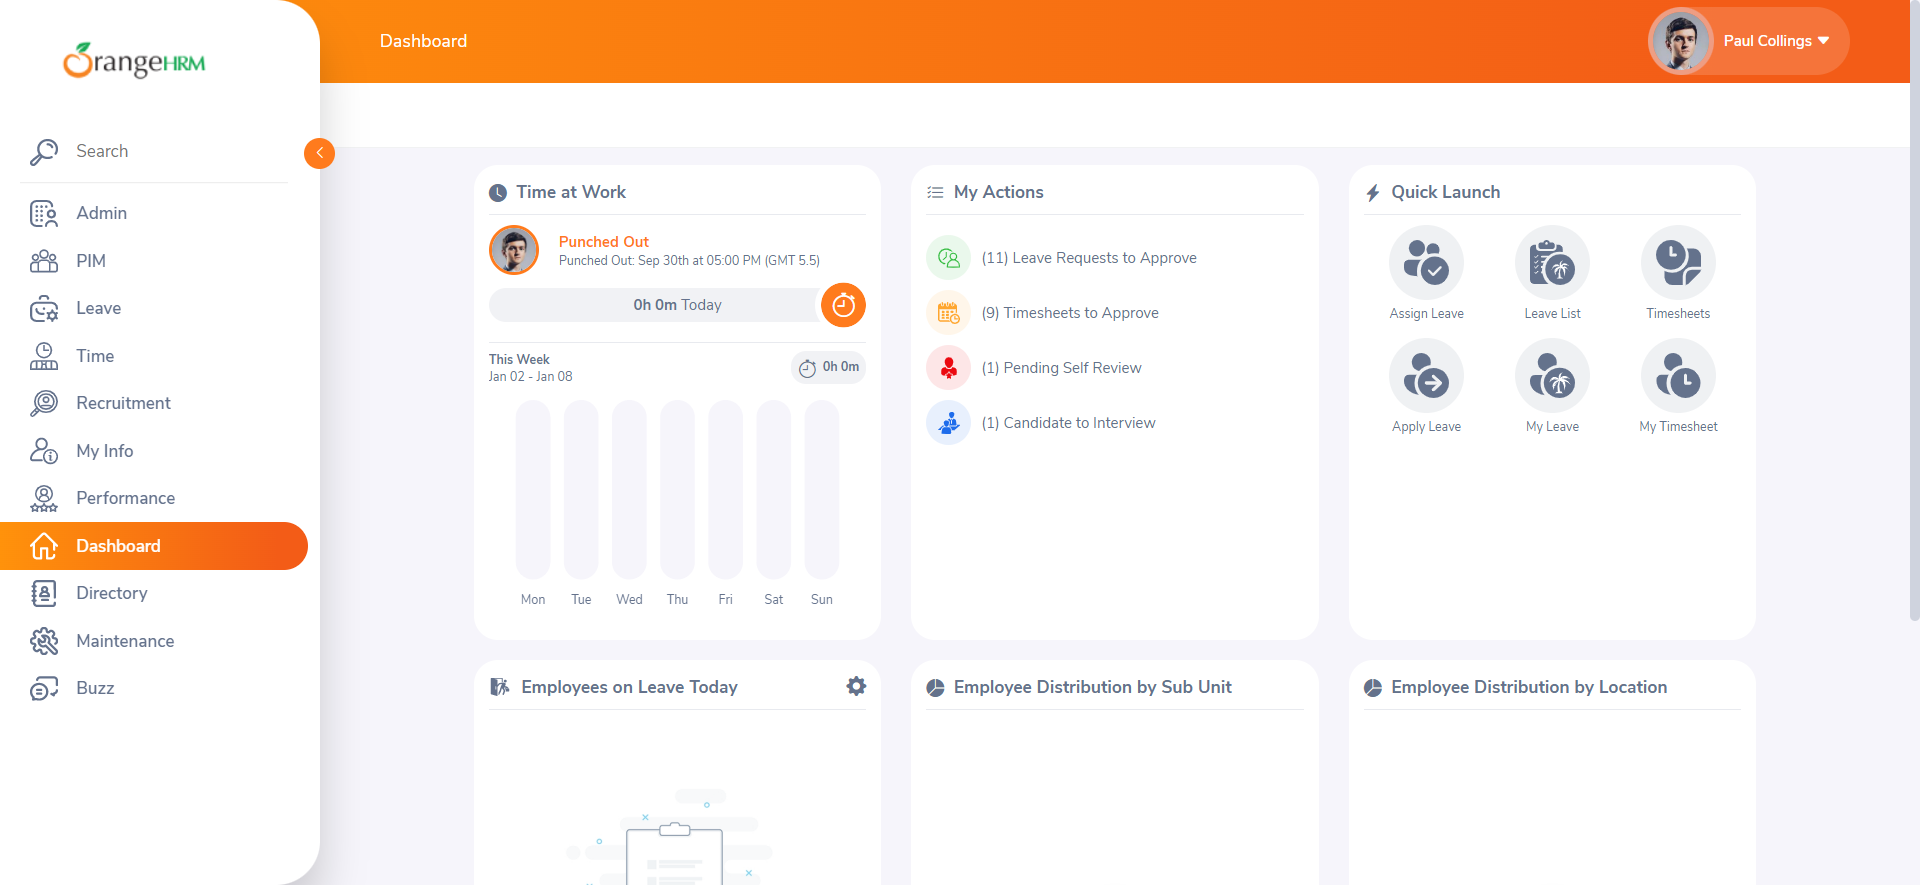 OrangeHRM
Search
Admin
PIM
Leave
Time
Recruitment
My Info
Performance
Dashboard
Directory
Maintenance
Buzz
Dashboard
Paul Collings
Time at Work
Punched Out
Punched Out: Sep 30th at 05:00 PM (GMT 5.5)
0h 0m Today
This Week
Jan 02 - Jan 08
0h 0m
Mon Tue Wed Thu Fri Sat Sun
My Actions
(11) Leave Requests to Approve
(9) Timesheets to Approve
(1) Pending Self Review
(1) Candidate to Interview
Quick Launch
Assign Leave
Leave List
Timesheets
Apply Leave
My Leave
My Timesheet
Employees on Leave Today
Employee Distribution by Sub Unit
Employee Distribution by Location